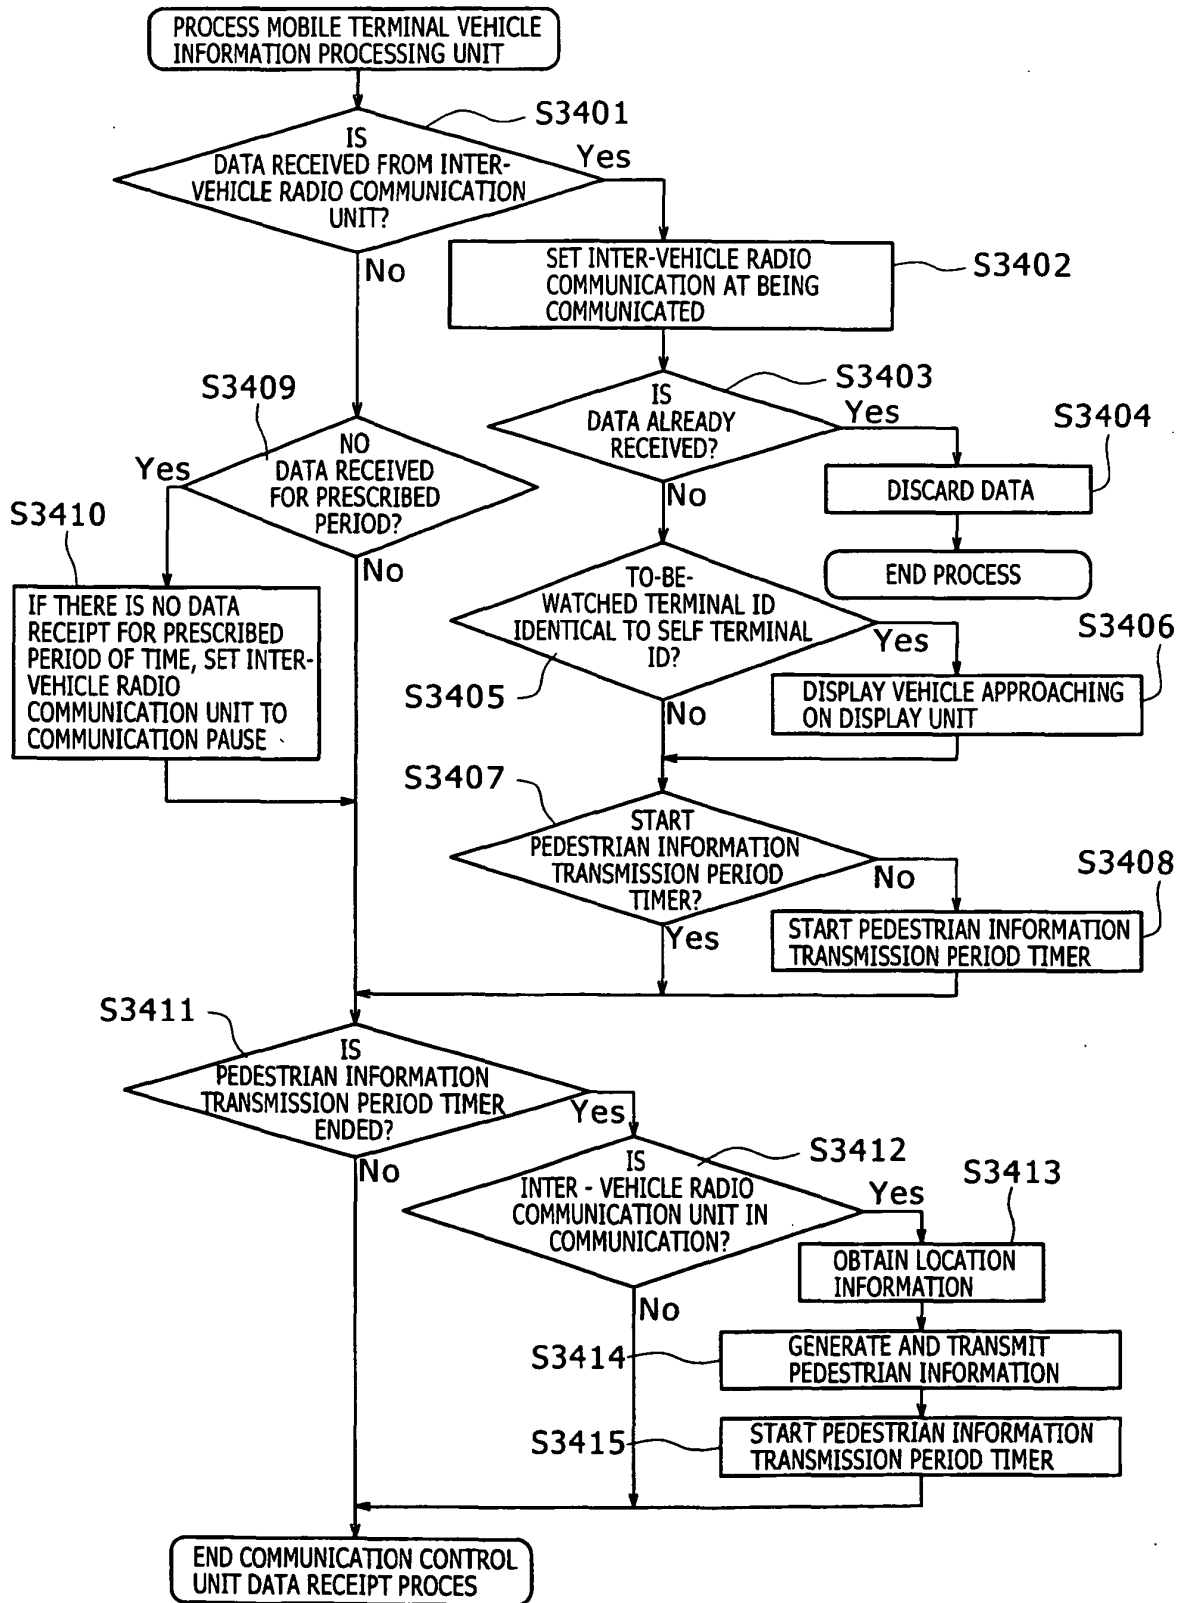 PROCESS MOBILE TERMINAL VEHICLE
INFORMATION PROCESSING UNIT
S3401
IS
DATA RECEIVED FROM INTER-
VEHICLE RADIO COMMUNICATION
UNIT?
Yes
No
SET INTER-VEHICLE RADIO
COMMUNICATION AT BEING
COMMUNICATED
S3402
S3403
IS
DATA ALREADY
RECEIVED?
Yes
No
S3404
DISCARD DATA
END PROCESS
S3409
NO
DATA RECEIVED
FOR PRESCRIBED
PERIOD?
Yes
No
S3410
IF THERE IS NO DATA
RECEIPT FOR PRESCRIBED
PERIOD OF TIME, SET INTER-
VEHICLE RADIO
COMMUNICATION UNIT TO
COMMUNICATION PAUSE
TO-BE-
WATCHED TERMINAL ID
IDENTICAL TO SELF TERMINAL
ID?
S3405
Yes
No
S3406
DISPLAY VEHICLE APPROACHING
ON DISPLAY UNIT
S3407
START
PEDESTRIAN INFORMATION
TRANSMISSION PERIOD
TIMER?
No
Yes
S3408
START PEDESTRIAN INFORMATION
TRANSMISSION PERIOD TIMER
S3411
IS
PEDESTRIAN INFORMATION
TRANSMISSION PERIOD TIMER
ENDED?
Yes
No
S3412
IS
INTER - VEHICLE RADIO
COMMUNICATION UNIT IN
COMMUNICATION?
Yes
No
S3413
OBTAIN LOCATION
INFORMATION
S3414
GENERATE AND TRANSMIT
PEDESTRIAN INFORMATION
S3415
START PEDESTRIAN INFORMATION
TRANSMISSION PERIOD TIMER
END COMMUNICATION CONTROL
UNIT DATA RECEIPT PROCES